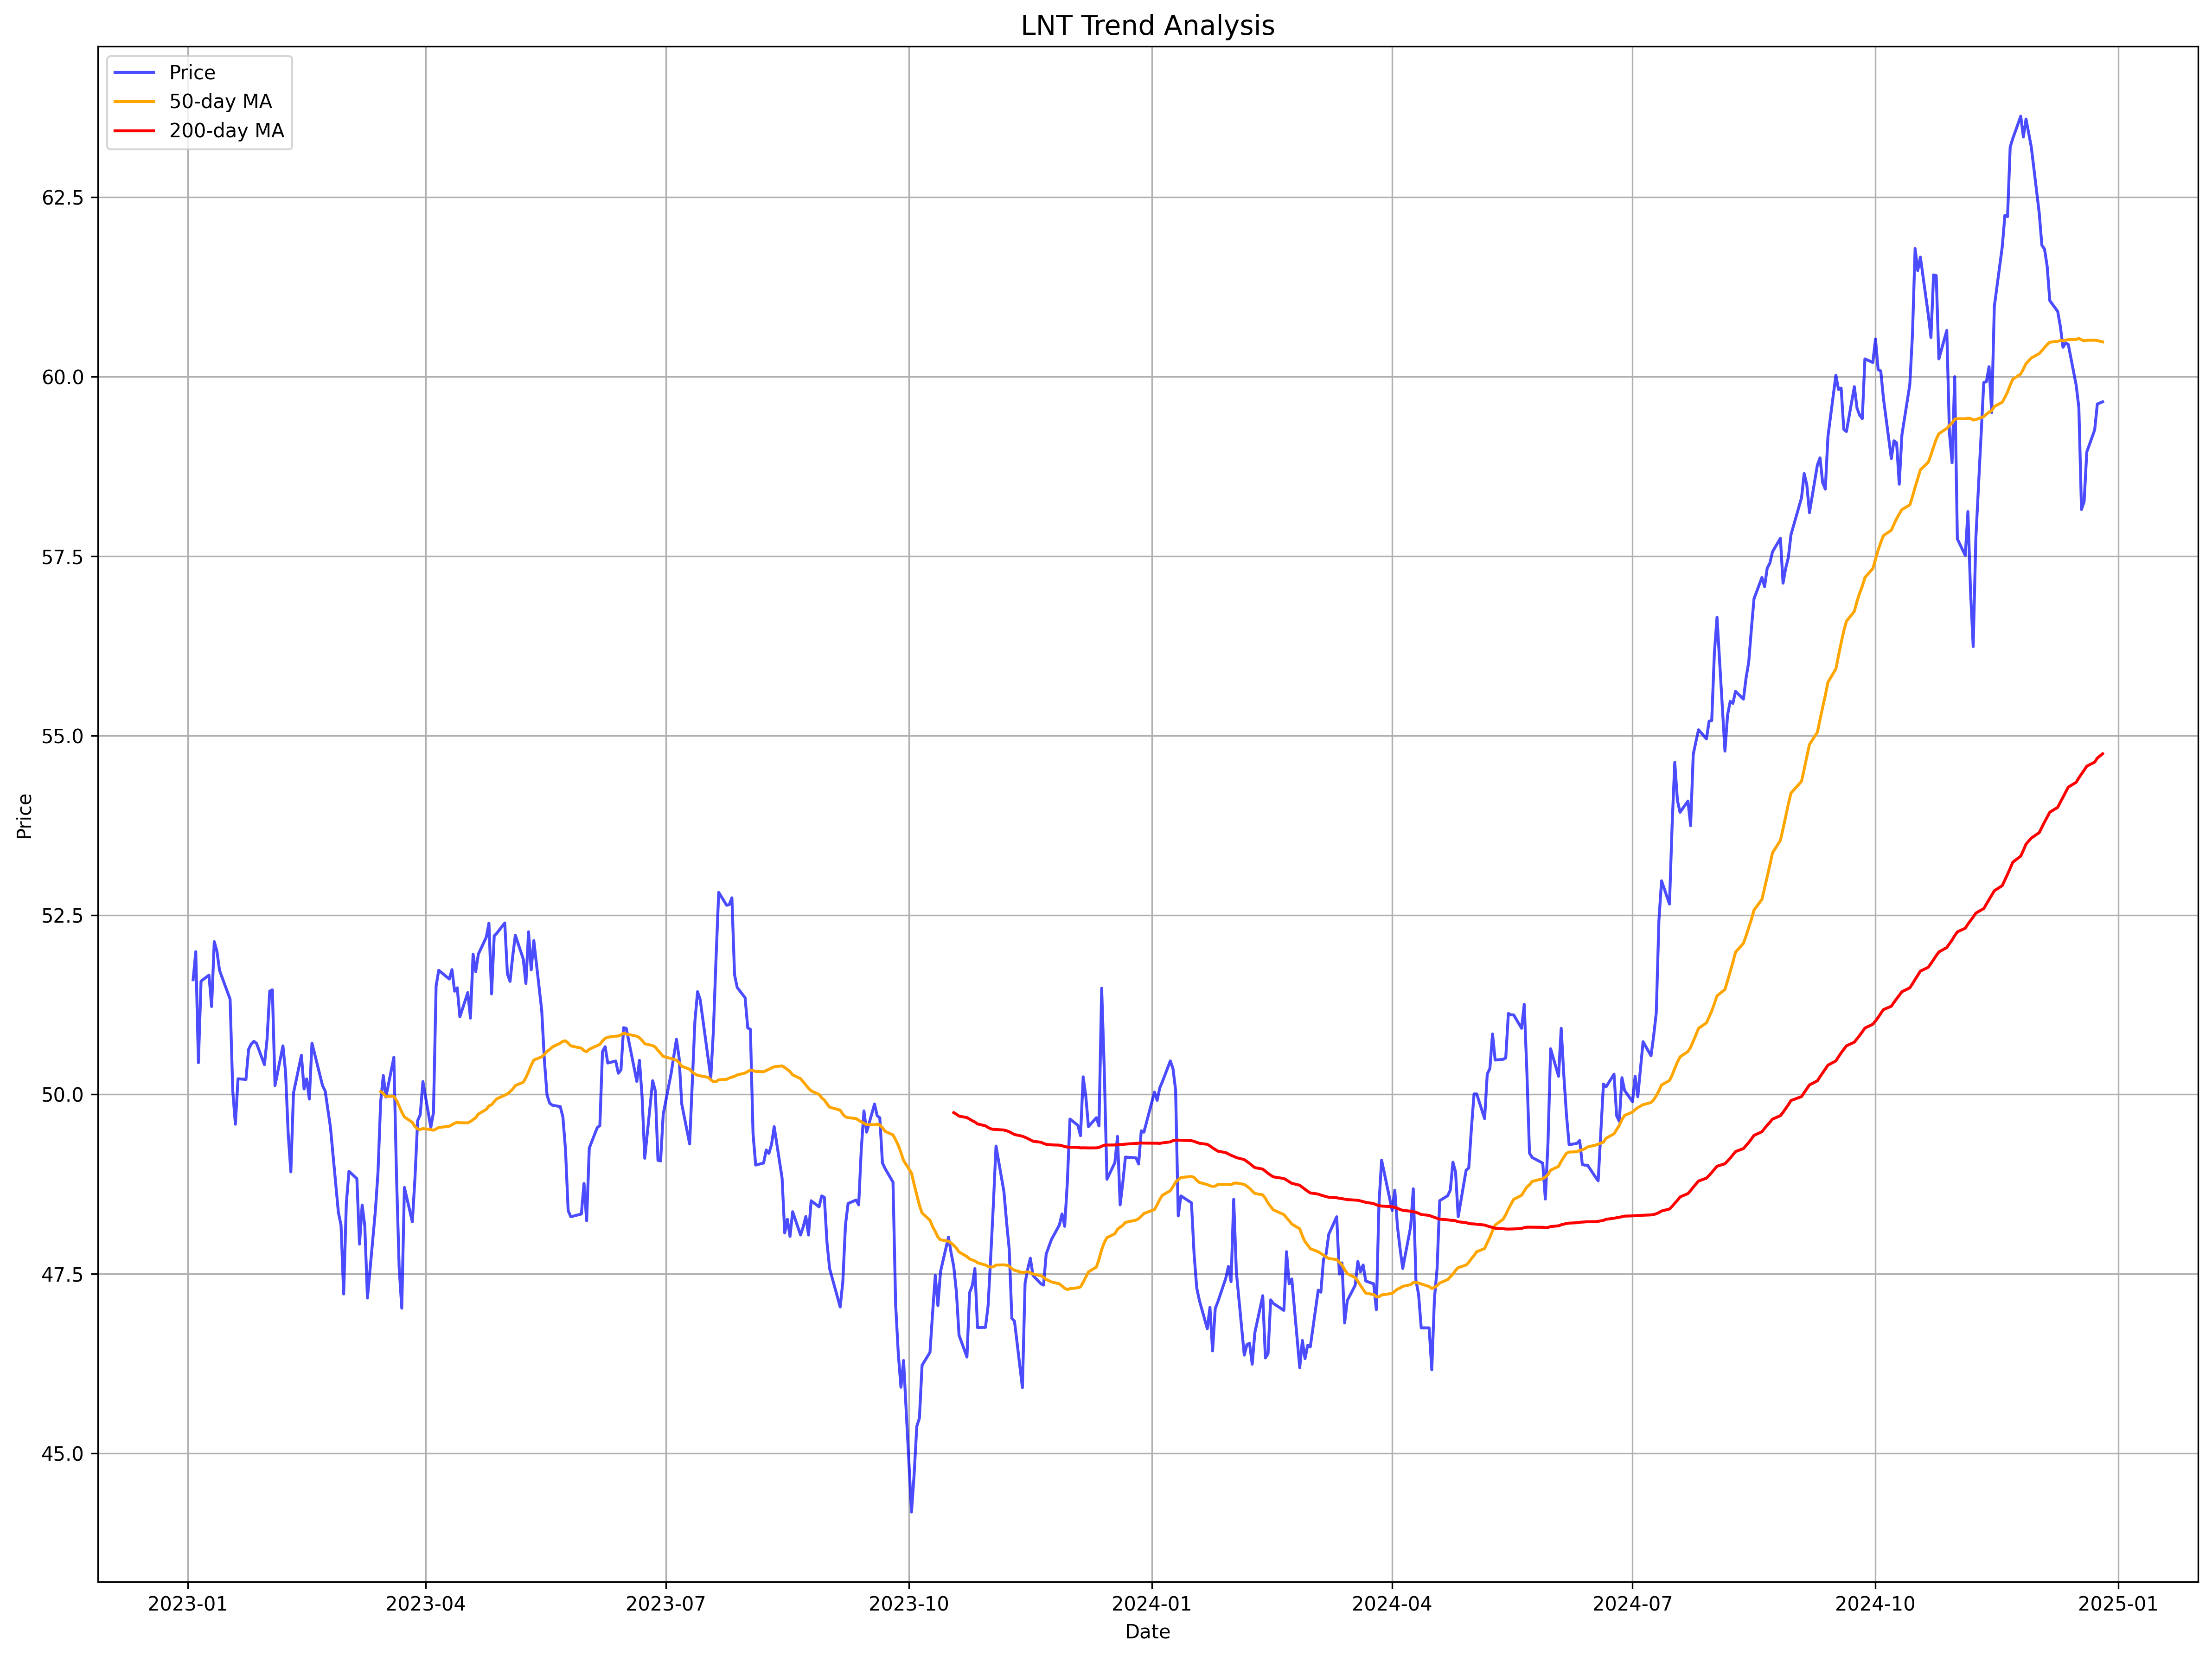 LNT Trend Analysis
Price
50-day MA
200-day MA
62.5
60.0
57.5
55.0
52.5
50.0
47.5
45.0
Price
2023-01
2023-04
2023-07
2023-10
2024-01
2024-04
2024-07
2024-10
2025-01
Date